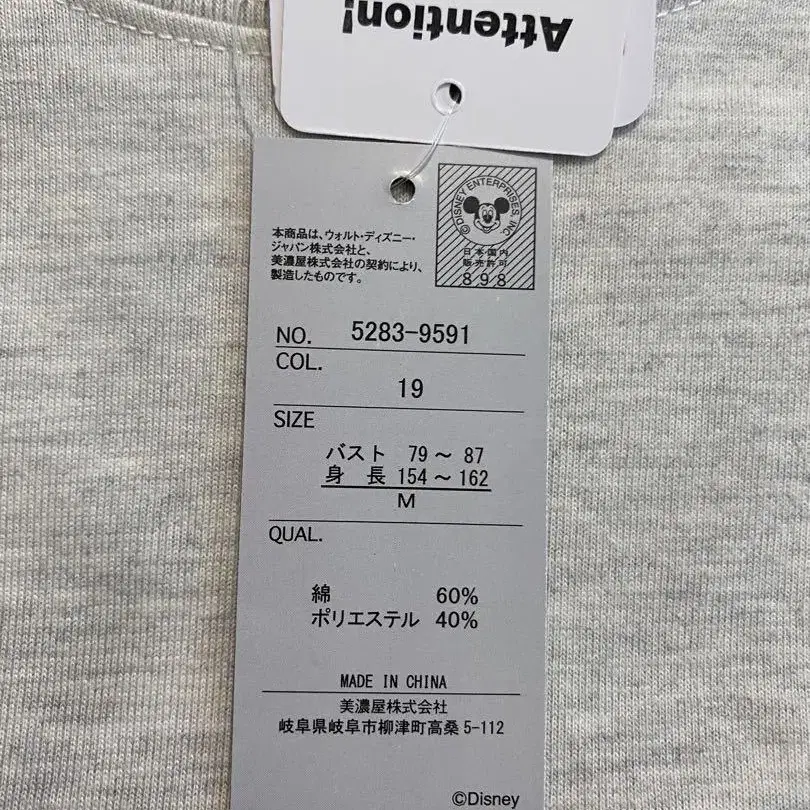 Attention!
本商品は、ウォルト・ディズニー・
ジャパン株式会社と、
美濃屋株式会社の契約により、
製造したものです。
©DISNEY ENTERPRISES, INC.
日本国内
販売許可
898
NO. 5283-9591
COL.
19
SIZE
バスト 79～87
身長 154～162
M
QUAL.
綿 60%
ポリエステル 40%
MADE IN CHINA
美濃屋株式会社
岐阜県岐阜市柳津町高桑5-112
©Disney